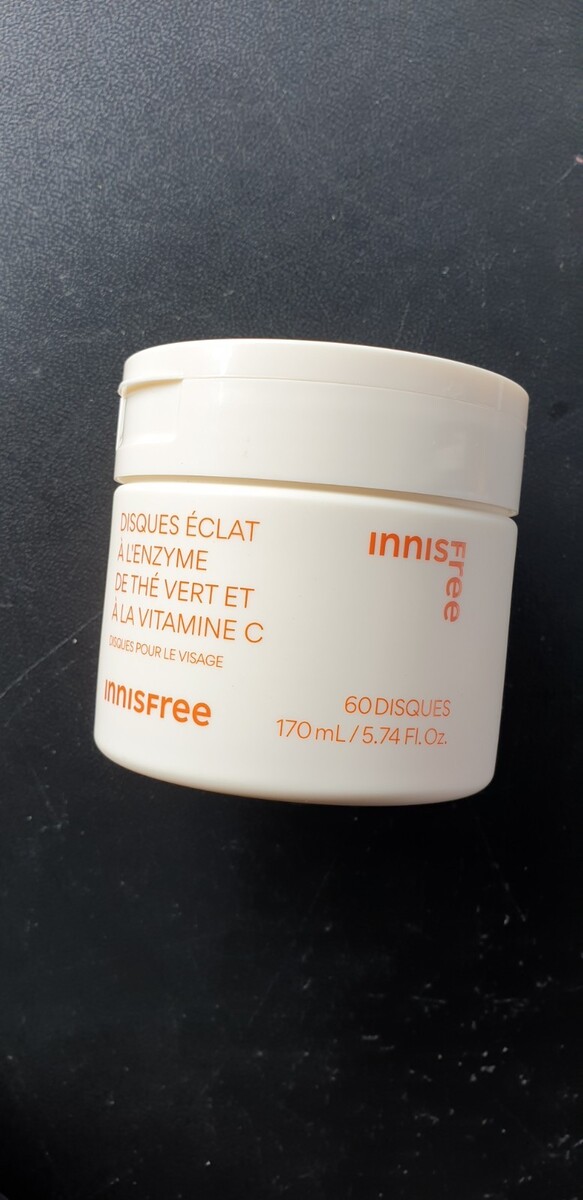 DISQUES ÉCLAT
À L'ENZYME
DE THÉ VERT ET
À LA VITAMINE C
DISQUES POUR LE VISAGE
innisfree
innisfree
60 DISQUES
170 mL / 5.74 Fl. Oz.